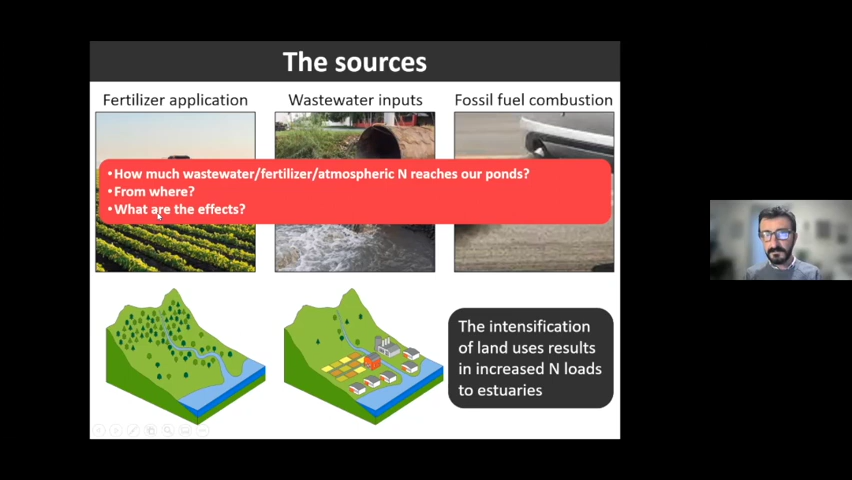 The sources
Fertilizer application
Wastewater inputs
Fossil fuel combustion
•How much wastewater/fertilizer/atmospheric N reaches our ponds?
•From where?
•What are the effects?
The intensification
of land uses results
in increased N loads
to estuaries